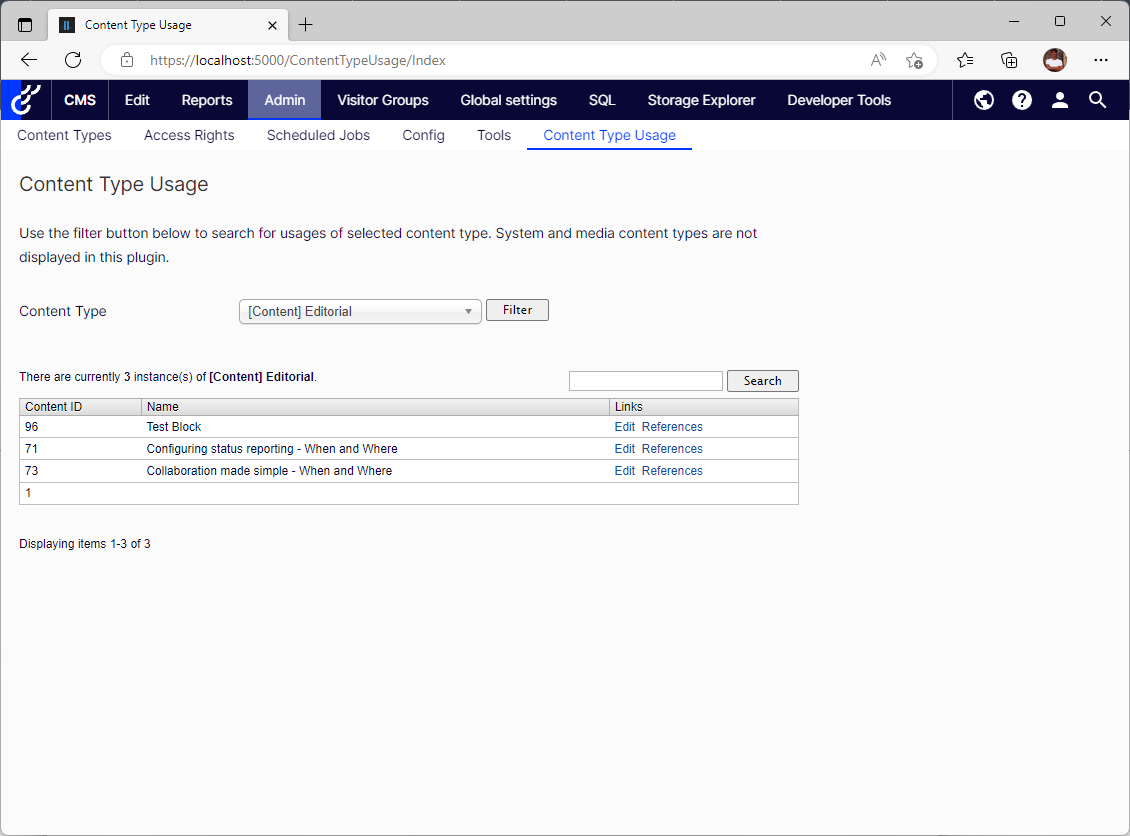 Content Type Usage
https://localhost:5000/ContentTypeUsage/Index
CMS Edit Reports Admin Visitor Groups Global settings SQL Storage Explorer Developer Tools
Content Types Access Rights Scheduled Jobs Config Tools Content Type Usage
Content Type Usage
Use the filter button below to search for usages of selected content type. System and media content types are not
displayed in this plugin.
Content Type [Content] Editorial Filter
There are currently 3 instance(s) of [Content] Editorial.
Search
Content ID Name Links
96 Test Block Edit References
71 Configuring status reporting - When and Where Edit References
73 Collaboration made simple - When and Where Edit References
1
Displaying items 1-3 of 3